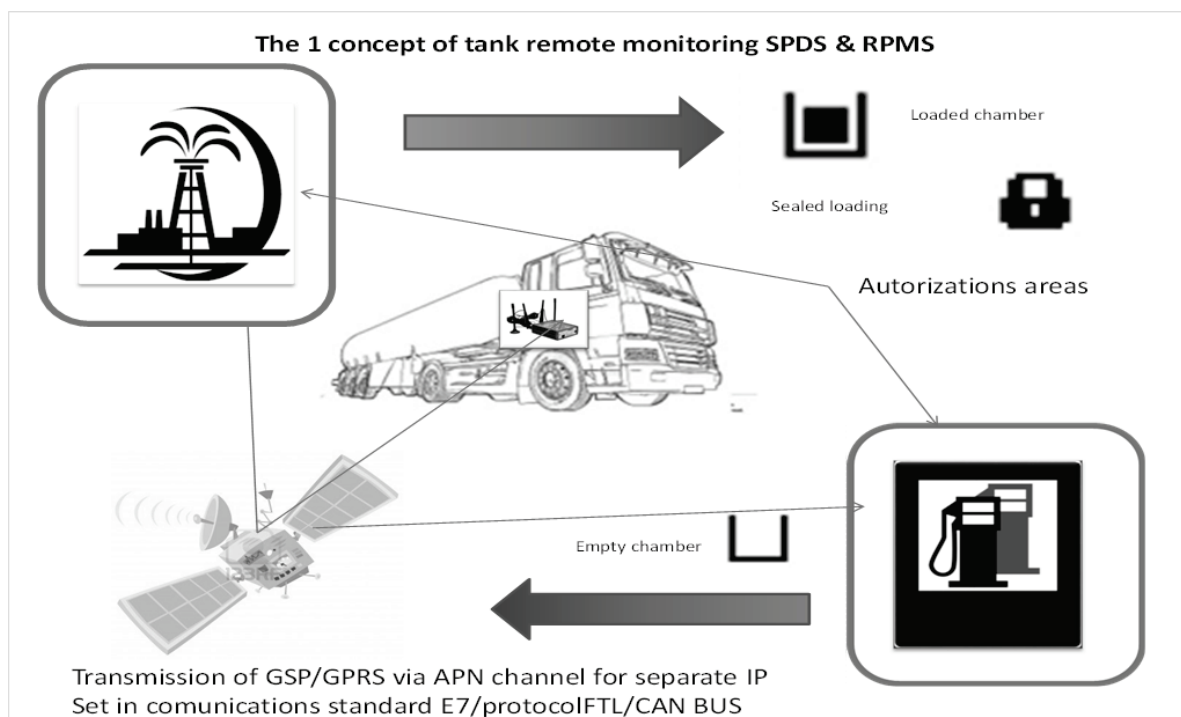 The 1 concept of tank remote monitoring SPDS & RPMS
Loaded chamber
Sealed loading
Autorizations areas
Empty chamber
Transmission of GSP/GPRS via APN channel for separate IP
Set in comunications standard E7/protocolFTL/CAN BUS